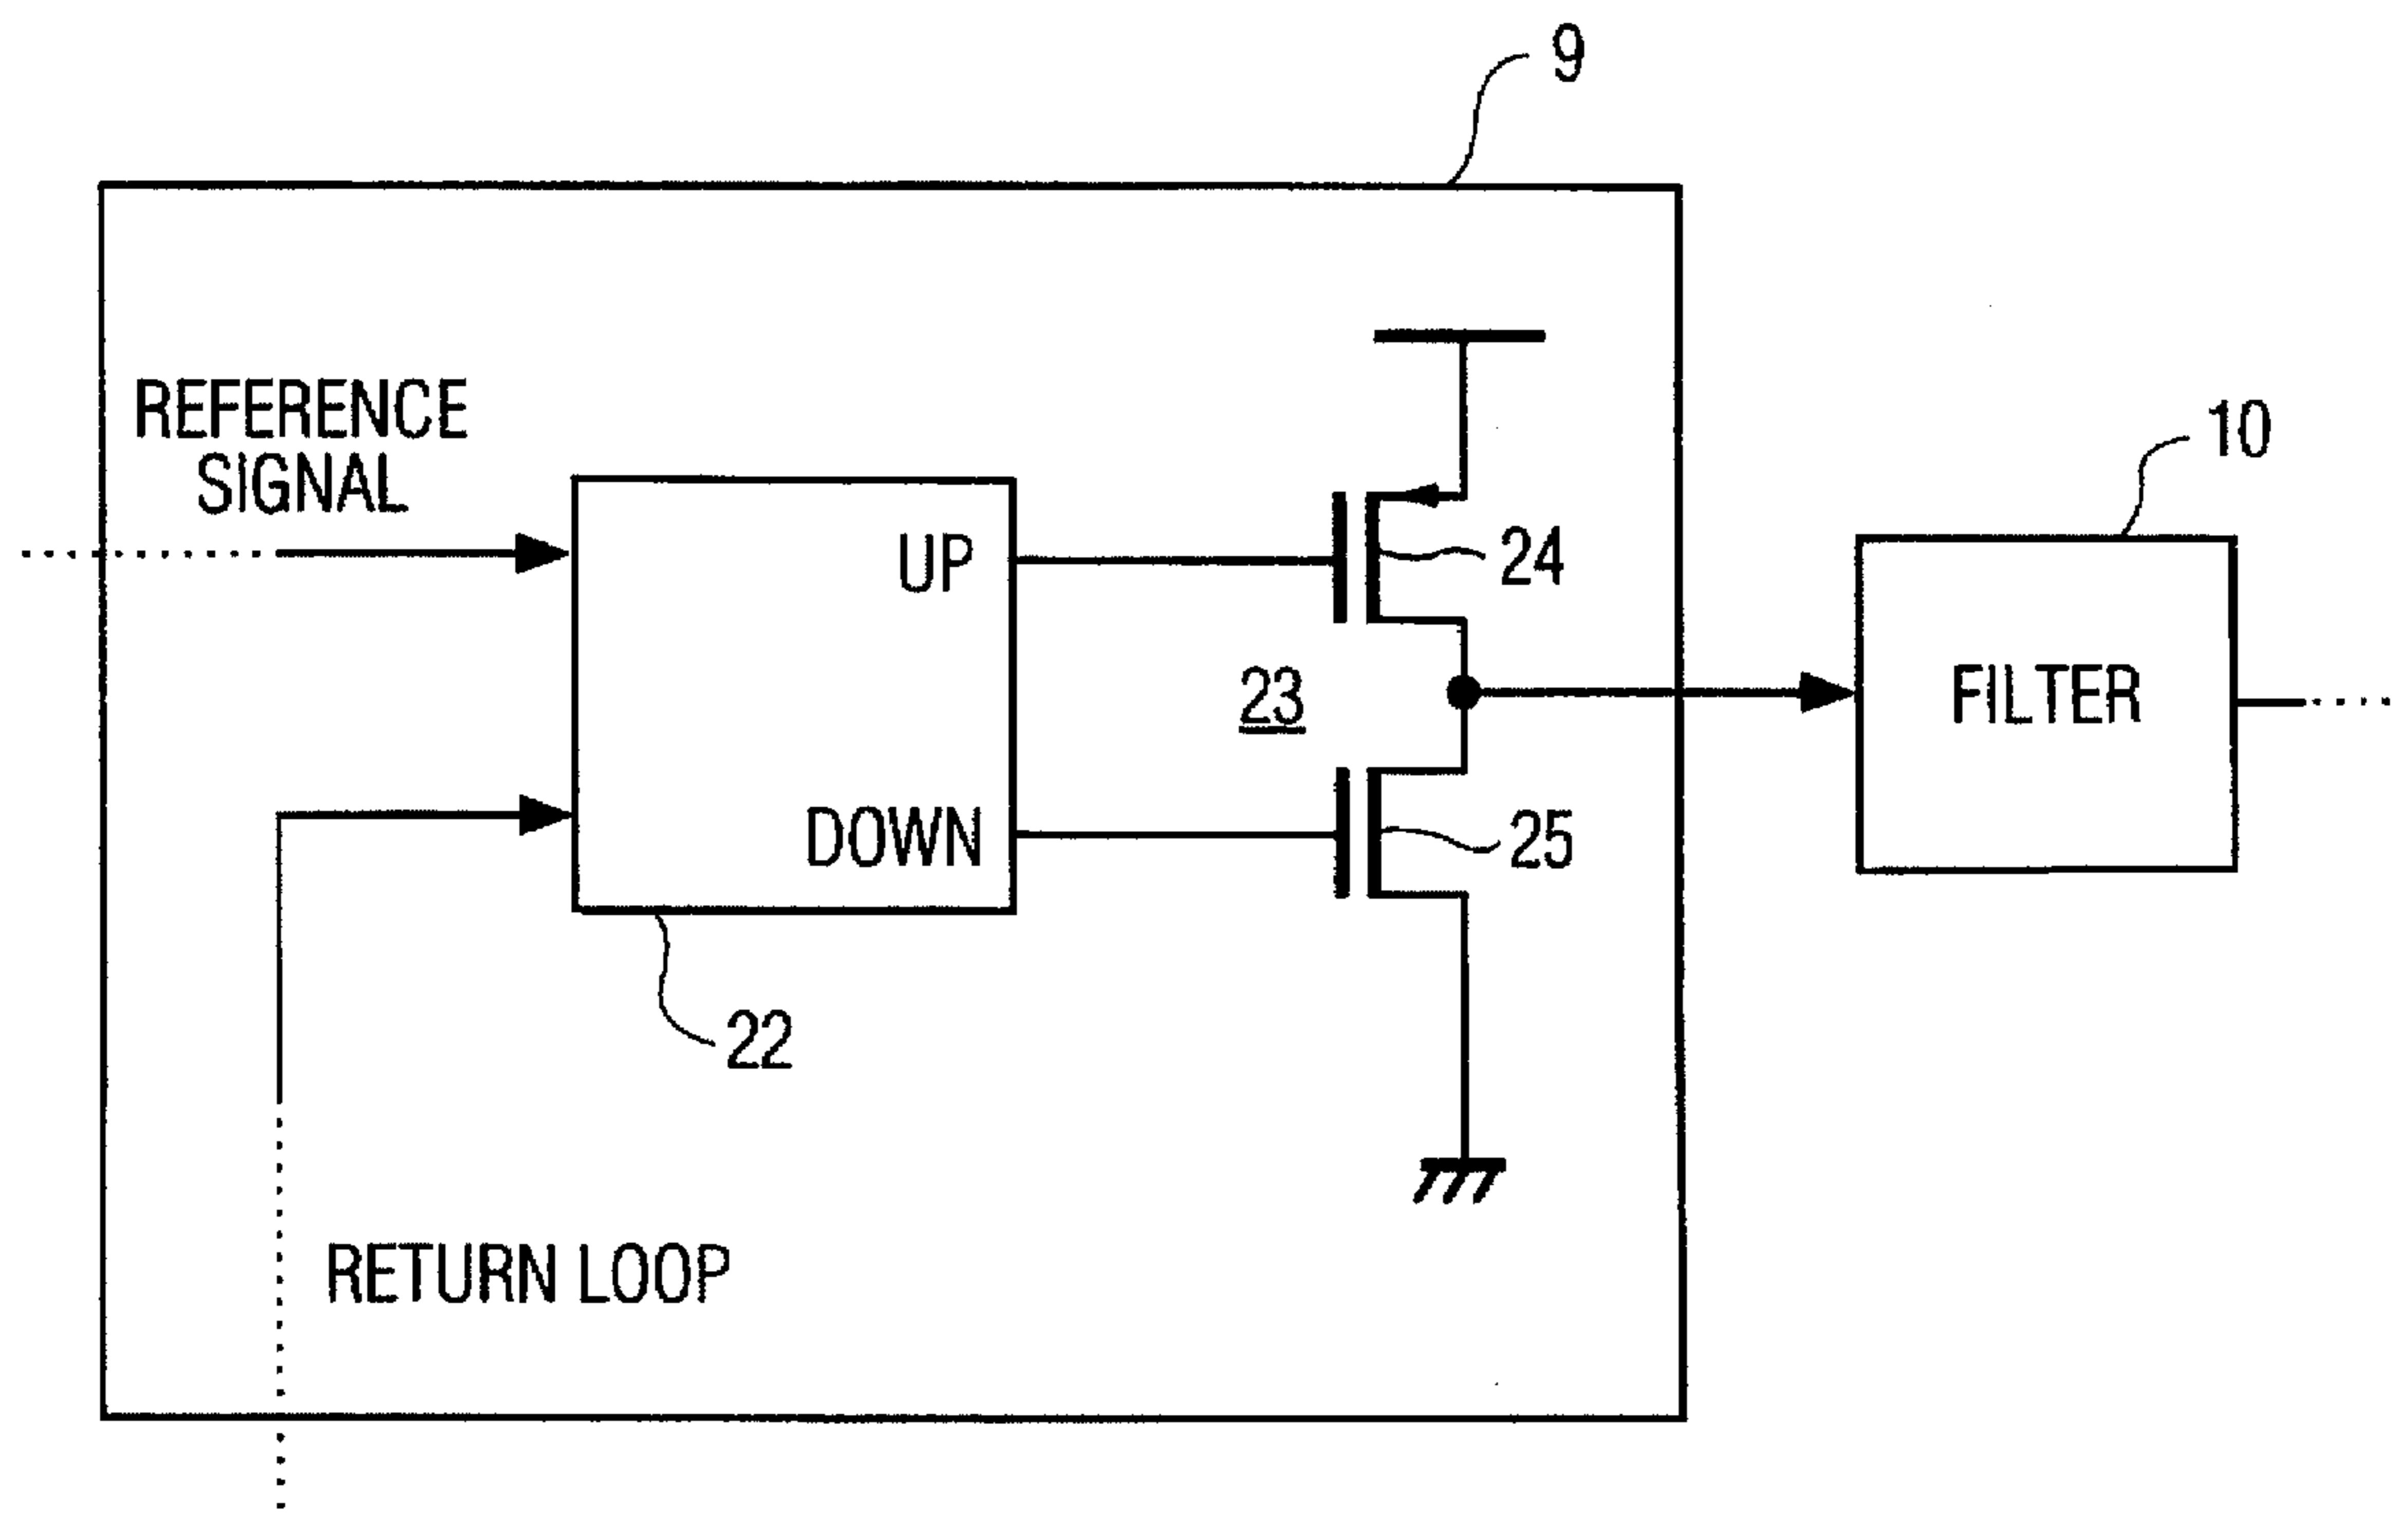 9
REFERENCE
SIGNAL
10
UP
24
23
FILTER
DOWN
25
22
RETURN LOOP